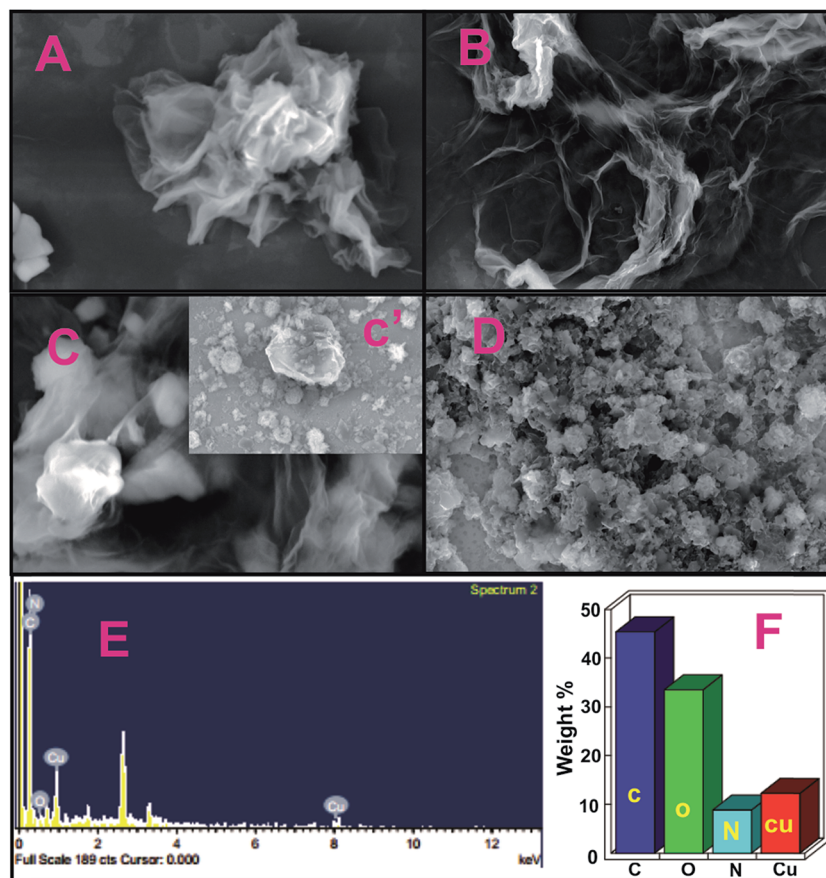 A
B
C
c’
D
E
Spectrum 2
N
C
Cu
O
Cu
0 2 4 6 8 10 12
Full Scale 189 cts Cursor: 0.000 keV
F
Weight %
50
40
30
20
10
0
c
o
N
cu
C O N Cu